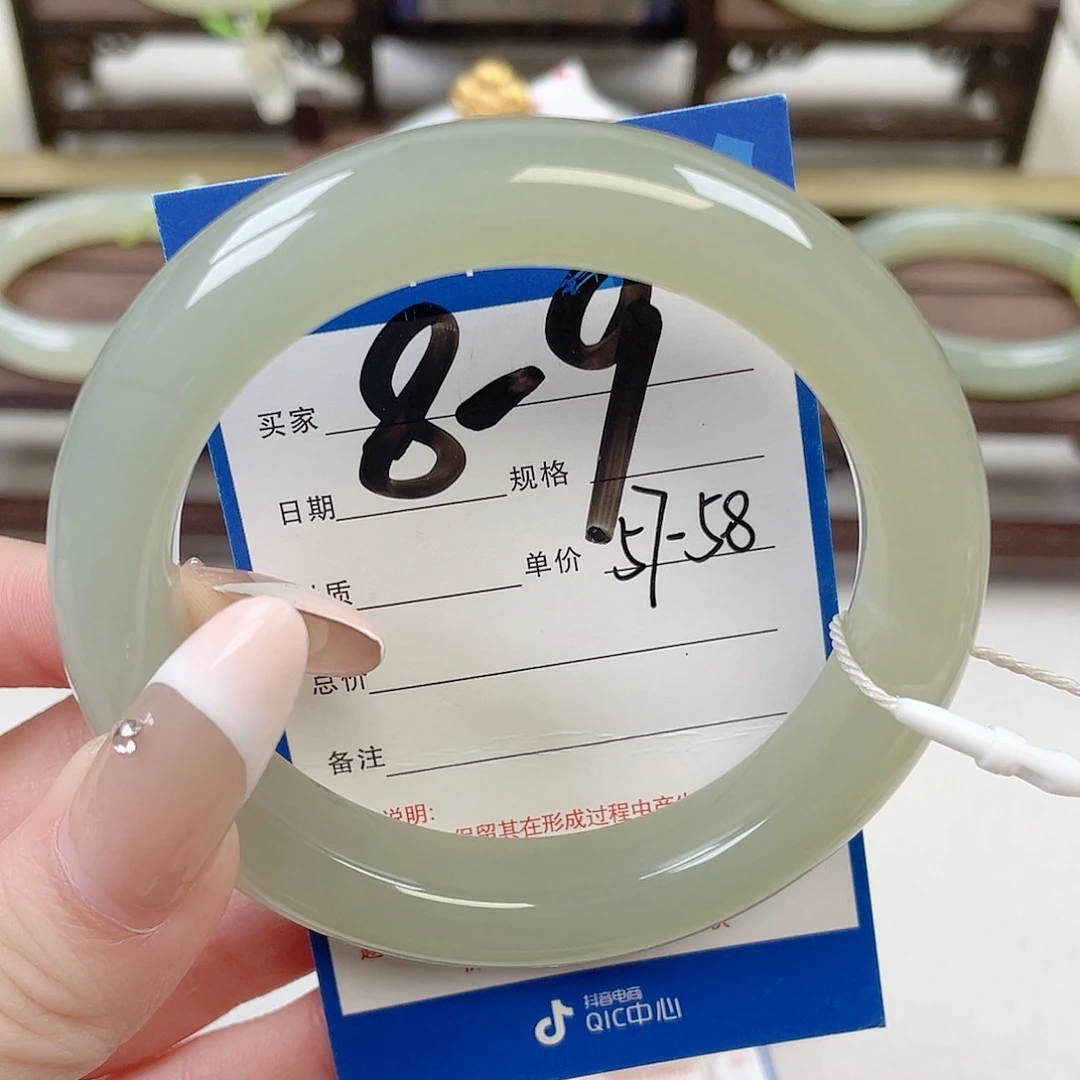 8-9
买家
日期 规格
质 单价 57-58
总价
备注
说明:
保留其在形成过程中产
抖音电商
QIC中心